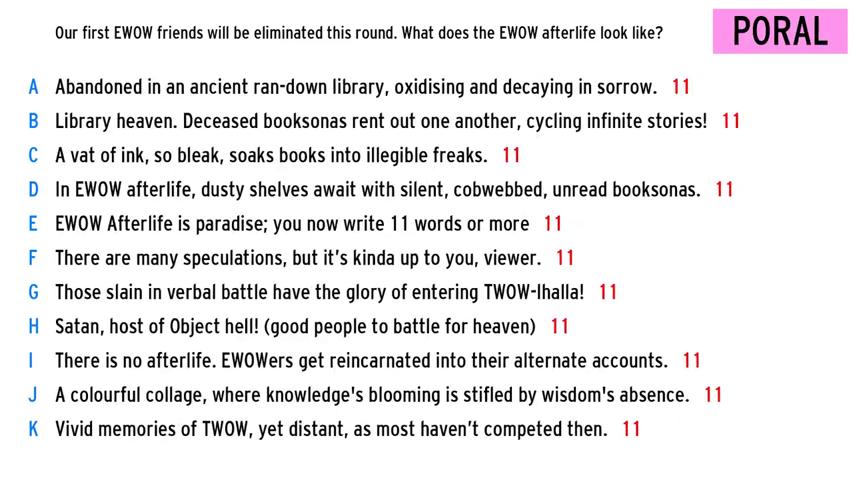 Our first EWOW friends will be eliminated this round. What does the EWOW afterlife look like?
PORAL
A Abandoned in an ancient ran-down library, oxidising and decaying in sorrow. 11
B Library heaven. Deceased booksonas rent out one another, cycling infinite stories! 11
C A vat of ink, so bleak, soaks books into illegible freaks. 11
D In EWOW afterlife, dusty shelves await with silent, cobwebbed, unread booksonas. 11
E EWOW Afterlife is paradise; you now write 11 words or more 11
F There are many speculations, but it's kinda up to you, viewer. 11
G Those slain in verbal battle have the glory of entering TWOW-lhalla! 11
H Satan, host of Object hell! (good people to battle for heaven) 11
I There is no afterlife. EWOWers get reincarnated into their alternate accounts. 11
J A colourful collage, where knowledge's blooming is stifled by wisdom's absence. 11
K Vivid memories of TWOW, yet distant, as most haven't competed then. 11